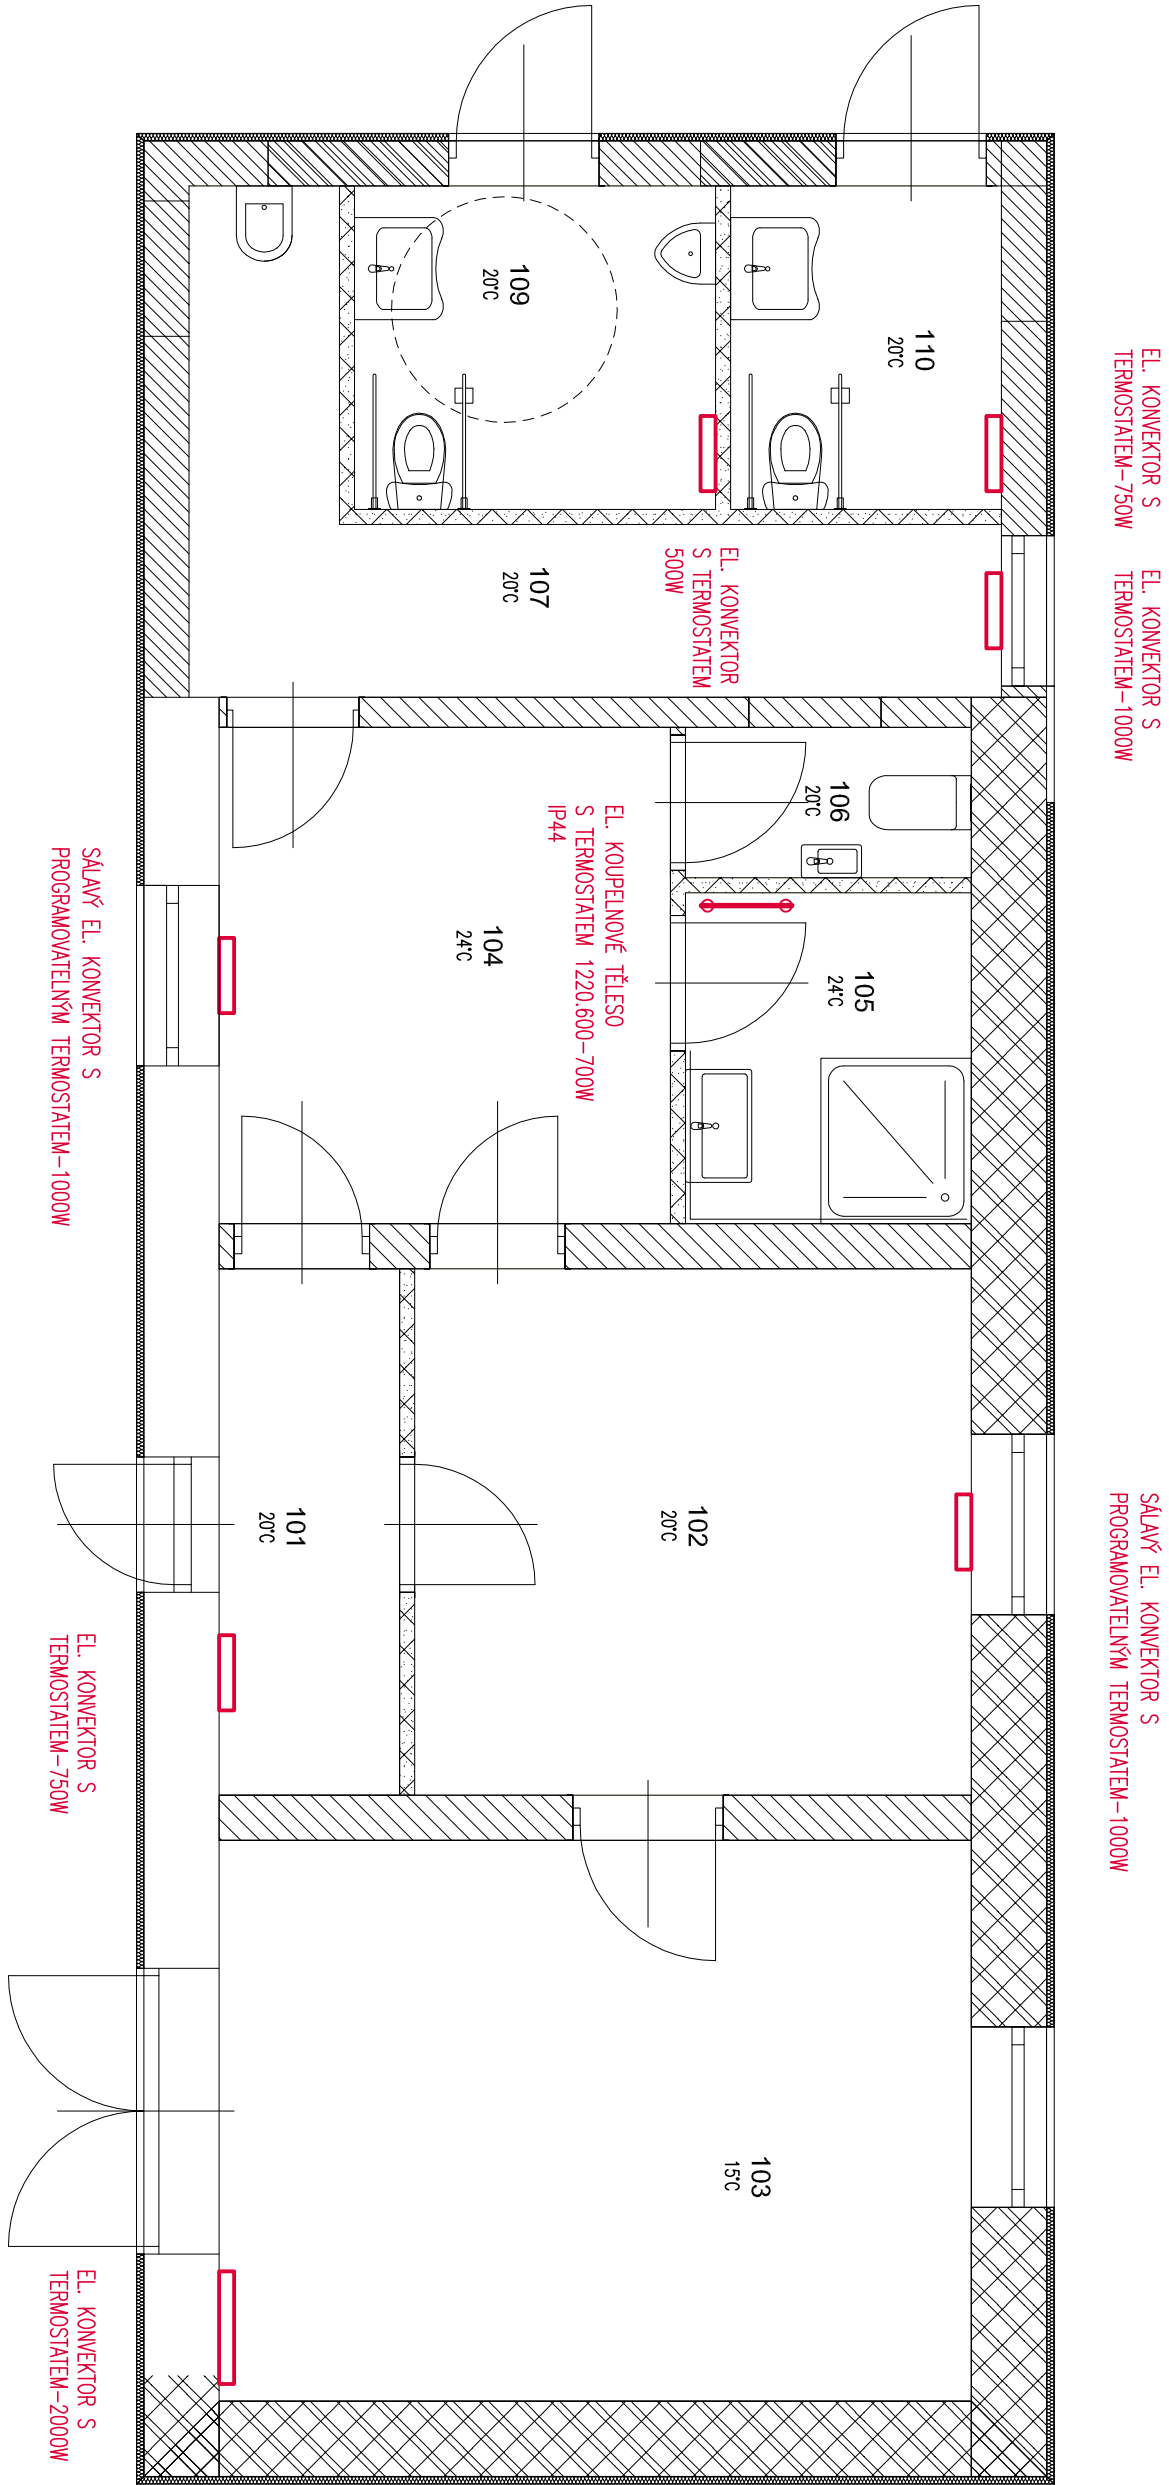 EL. KONVEKTOR S
TERMOSTATEM-750W
EL. KONVEKTOR S
TERMOSTATEM-1000W
SÁLAVÝ EL. KONVEKTOR S
PROGRAMOVATELNÝM TERMOSTATEM-1000W
110
20°C
109
20°C
107
20°C
EL. KONVEKTOR
S TERMOSTATEM
500W
106
20°C
105
24°C
EL. KOUPELNOVÉ TĚLESO
S TERMOSTATEM 1220.600-700W
IP44
104
24°C
102
20°C
101
20°C
103
15°C
SÁLAVÝ EL. KONVEKTOR S
PROGRAMOVATELNÝM TERMOSTATEM-1000W
EL. KONVEKTOR S
TERMOSTATEM-750W
EL. KONVEKTOR S
TERMOSTATEM-2000W